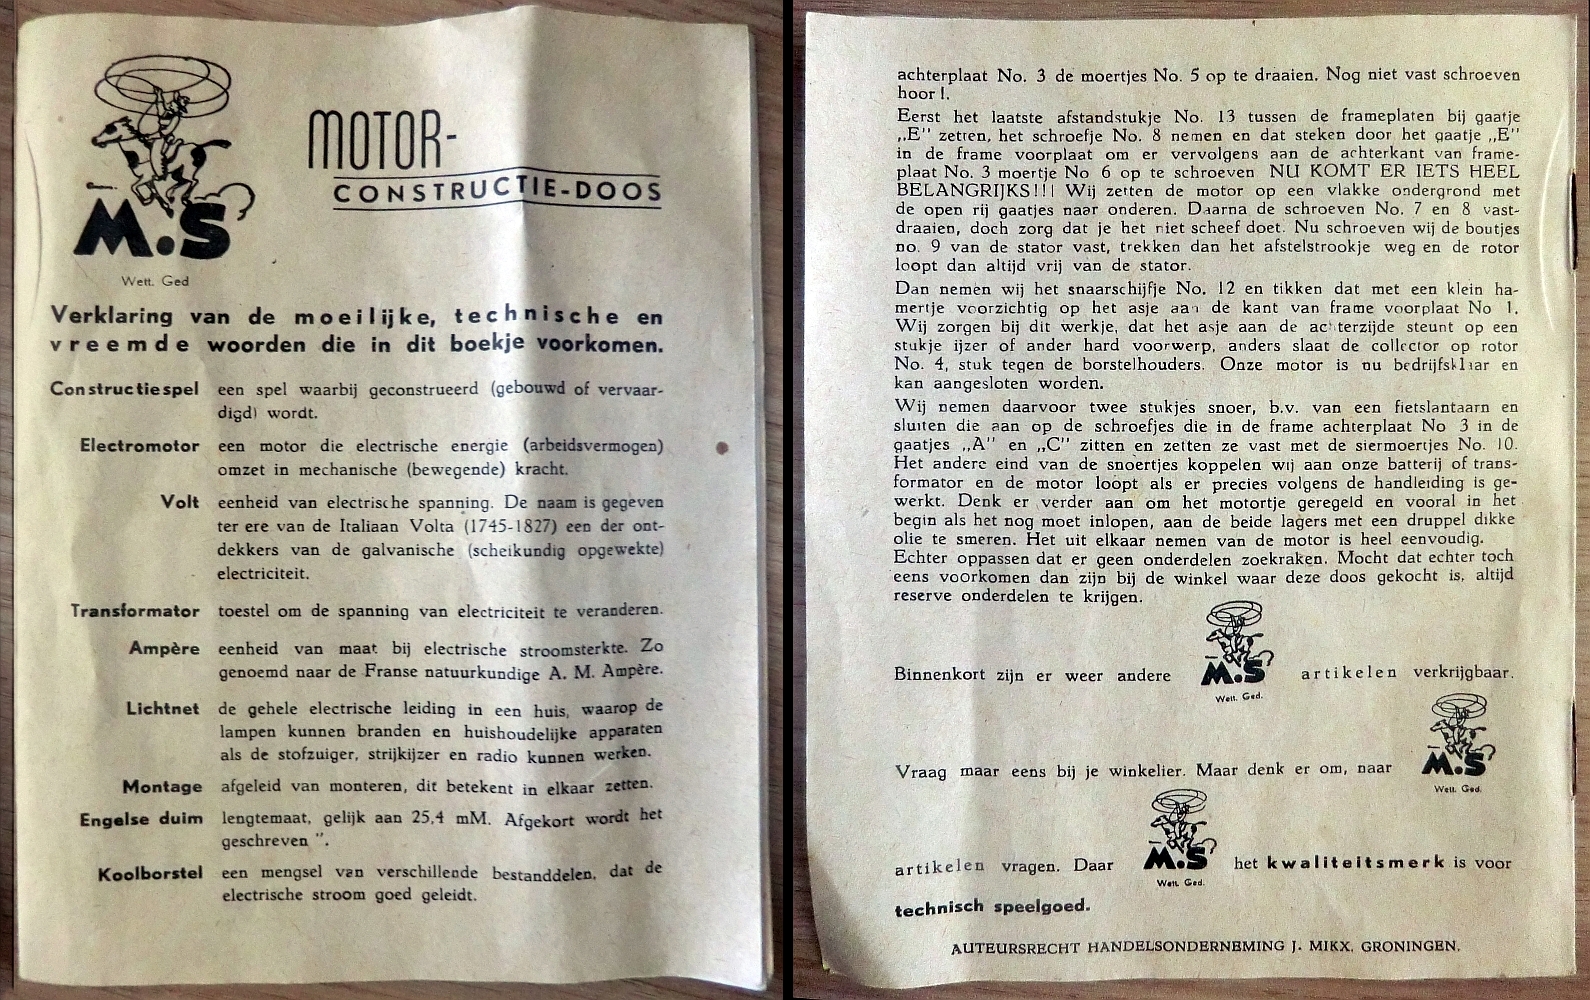 MOTOR-
CONSTRUCTIE-DOOS
M.S
Wett. Ged
Verklaring van de moeilijke, technische en
vreemde woorden die in dit boekje voorkomen.
Constructiespel een spel waarbij geconstrueerd (gebouwd of vervaar-
digd) wordt.
Electromotor een motor die electrische energie (arbeidsvermogen)
omzet in mechanische (bewegende) kracht.
Volt eenheid van electrische spanning. De naam is gegeven
ter ere van de Italiaan Volta (1745-1827) een der ont-
dekkers van de galvanische (scheikundig opgewekte)
electriciteit.
Transformator toestel om de spanning van electriciteit te veranderen.
Ampère eenheid van maat bij electrische stroomsterkte. Zo
genoemd naar de Franse natuurkundige A. M. Ampère.
Lichtnet de gehele electrische leiding in een huis, waarop de
lampen kunnen branden en huishoudelijke apparaten
als de stofzuiger, strijkijzer en radio kunnen werken.
Montage afgeleid van monteren, dit betekent in elkaar zetten.
Engelse duim lengtemaat, gelijk aan 25,4 mM. Afgekort wordt het
geschreven ".
Koolborstel een mengsel van verschillende bestanddelen, dat de
electrische stroom goed geleidt.
achterplaat No. 3 de moertjes No. 5 op te draaien. Nog niet vast schroeven
hoor!.
Eerst het laatste afstandstukje No. 13 tussen de frameplaten bij gaatje
„E" zetten, het schroefje No. 8 nemen en dat steken door het gaatje „E"
in de frame voorplaat om er vervolgens aan de achterkant van frame-
plaat No. 3 moertje No 6 op te schroeven NU KOMT ER IETS HEEL
BELANGRIJKS!!! Wij zetten de motor op een vlakke ondergrond met
de open rij gaatjes naar onderen. Daarna de schroeven No. 7 en 8 vast-
draaien, doch zorg dat je het niet scheef doet. Nu schroeven wij de boutjes
no. 9 van de stator vast, trekken dan het afstelstrookje weg en de rotor
loopt dan altijd vrij van de stator.
Dan nemen wij het snaarschijfje No. 12 en tikken dat met een klein ha-
mertje voorzichtig op het asje aan de kant van frame voorplaat No 1.
Wij zorgen bij dit werkje, dat het asje aan de achterzijde steunt op een
stukje ijzer of ander hard voorwerp, anders slaat de collector op rotor
No. 4, stuk tegen de borstelhouders. Onze motor is nu bedrijfsklaar en
kan aangesloten worden.
Wij nemen daarvoor twee stukjes snoer, b.v. van een fietslantaarn en
sluiten die aan op de schroefjes die in de frame achterplaat No 3 in de
gaatjes „A" en „C" zitten en zetten ze vast met de siermoertjes No. 10.
Het andere eind van de snoertjes koppelen wij aan onze batterij of trans-
formator en de motor loopt als er precies volgens de handleiding is ge-
werkt. Denk er verder aan om het motortje geregeld en vooral in het
begin als het nog moet inlopen, aan de beide lagers met een druppel dikke
olie te smeren. Het uit elkaar nemen van de motor is heel eenvoudig.
Echter oppassen dat er geen onderdelen zoekraken. Mocht dat echter toch
eens voorkomen dan zijn bij de winkel waar deze doos gekocht is, altijd
reserve onderdelen te krijgen.
Binnenkort zijn er weer andere M.S artikelen verkrijgbaar.
Wett. Ged.
Vraag maar eens bij je winkelier. Maar denk er om, naar M.S
Wett. Ged.
artikelen vragen. Daar M.S het kwaliteitsmerk is voor
Wett. Ged.
technisch speelgoed.
AUTEURSRECHT HANDELSONDERNEMING J. MIKX, GRONINGEN.